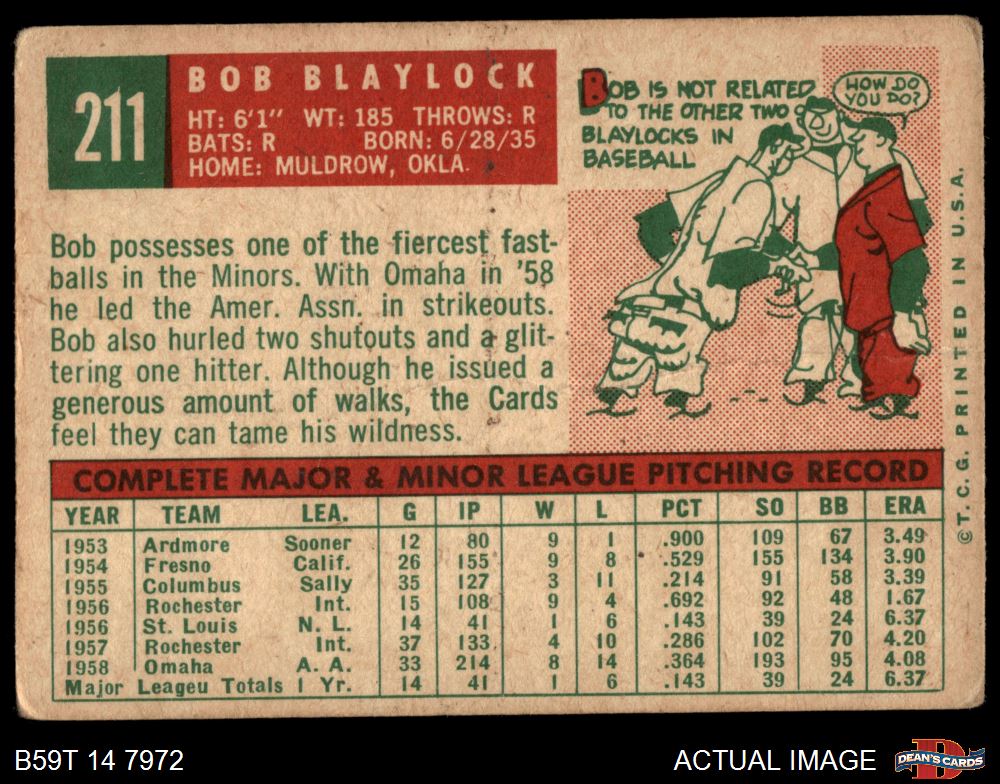 211
BOB BLAYLOCK
HT: 6'1" WT: 185 THROWS: R
BATS: R BORN: 6/28/35
HOME: MULDROW, OKLA.
BOB IS NOT RELATED
TO THE OTHER TWO
BLAYLOCKS IN
BASEBALL
HOW DO
YOU DO?
Bob possesses one of the fiercest fast-
balls in the Minors. With Omaha in '58
he led the Amer. Assn. in strikeouts.
Bob also hurled two shutouts and a glit-
tering one hitter. Although he issued a
generous amount of walks, the Cards
feel they can tame his wildness.
COMPLETE MAJOR & MINOR LEAGUE PITCHING RECORD
YEAR TEAM LEA. G IP W L PCT SO BB ERA
1953 Ardmore Sooner 12 80 9 1 .900 109 67 3.49
1954 Fresno Calif. 26 155 9 8 .529 155 134 3.90
1955 Columbus Sally 35 127 3 11 .214 91 58 3.39
1956 Rochester Int. 15 108 9 4 .692 92 48 1.67
1956 St. Louis N. L. 14 41 1 6 .143 39 24 6.37
1957 Rochester Int. 37 133 4 10 .286 102 70 4.20
1958 Omaha A. A. 33 214 8 14 .364 193 95 4.08
Major Leageu Totals 1 Yr. 14 41 1 6 .143 39 24 6.37
© T. C. G. PRINTED IN U.S.A.
B59T 14 7972
ACTUAL IMAGE
DEAN'S CARDS